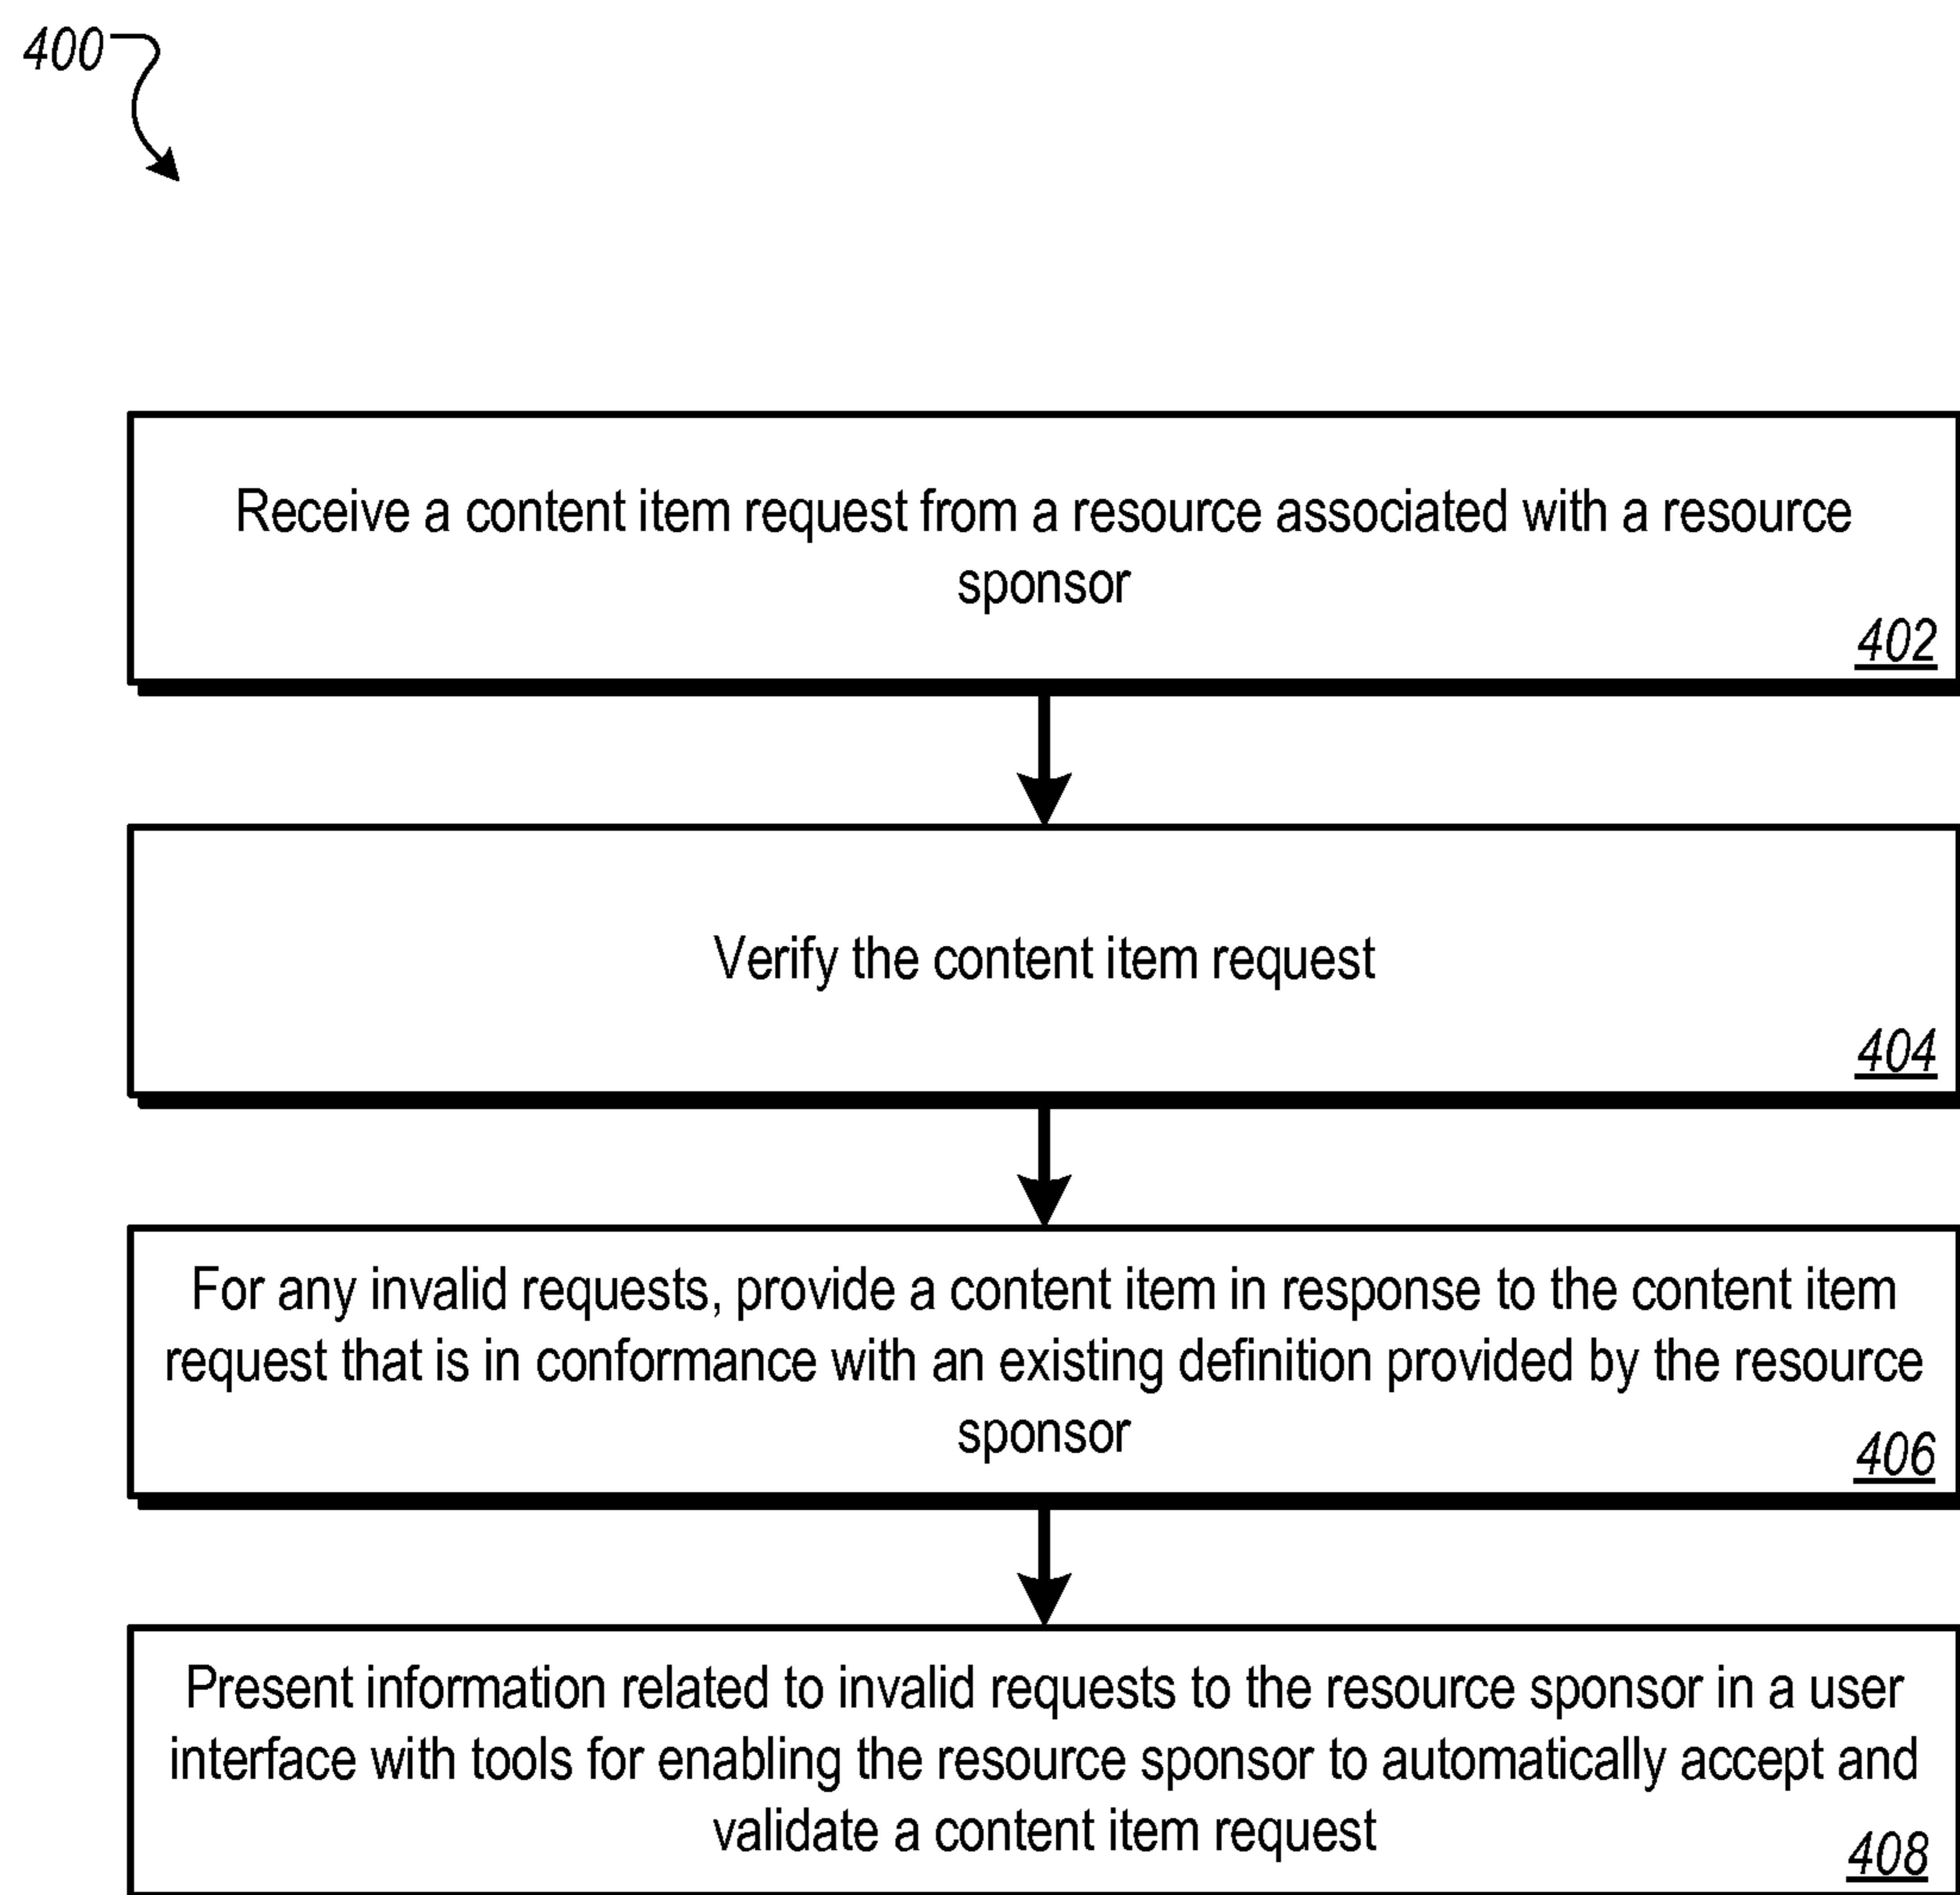 400
Receive a content item request from a resource associated with a resource
sponsor
402
Verify the content item request
404
For any invalid requests, provide a content item in response to the content item
request that is in conformance with an existing definition provided by the resource
sponsor
406
Present information related to invalid requests to the resource sponsor in a user
interface with tools for enabling the resource sponsor to automatically accept and
validate a content item request
408